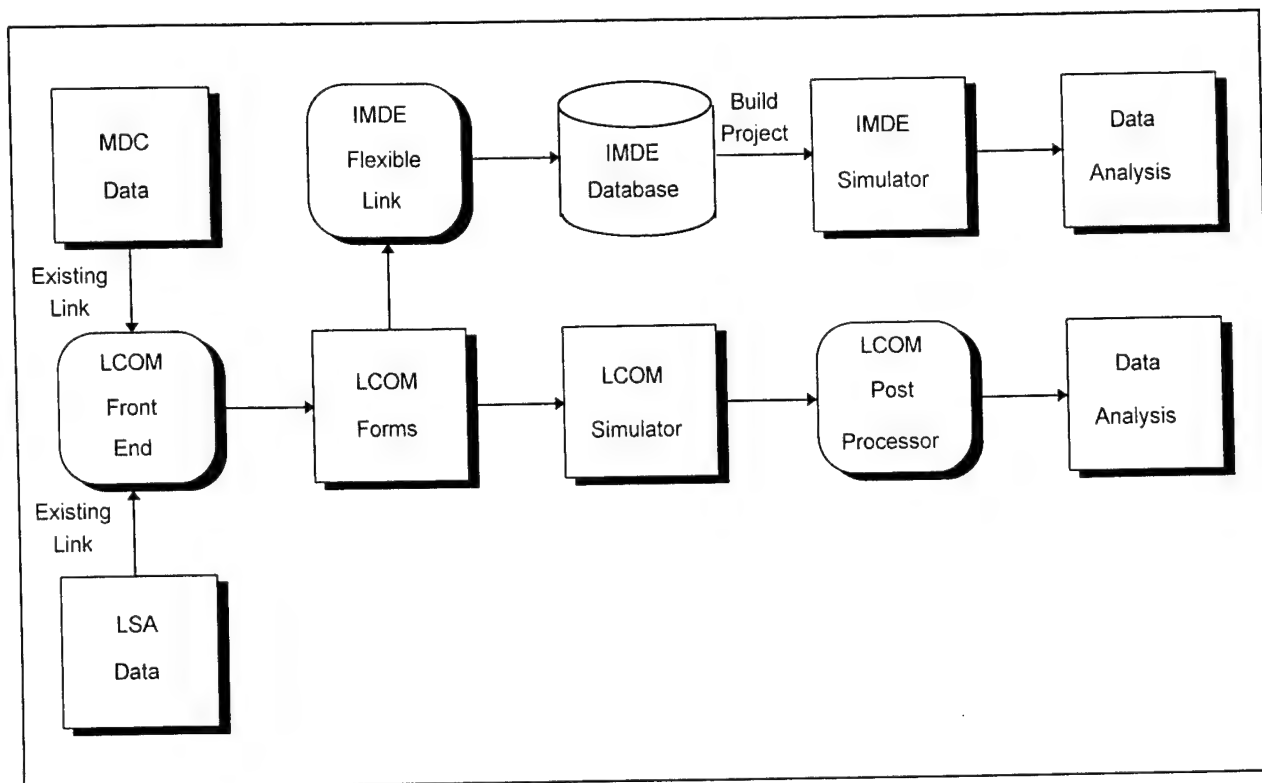 MDC
Data
IMDE
Flexible
Link
IMDE
Database
Build
Project
IMDE
Simulator
Data
Analysis
Existing
Link
LCOM
Front
End
LCOM
Forms
LCOM
Simulator
LCOM
Post
Processor
Data
Analysis
Existing
Link
LSA
Data